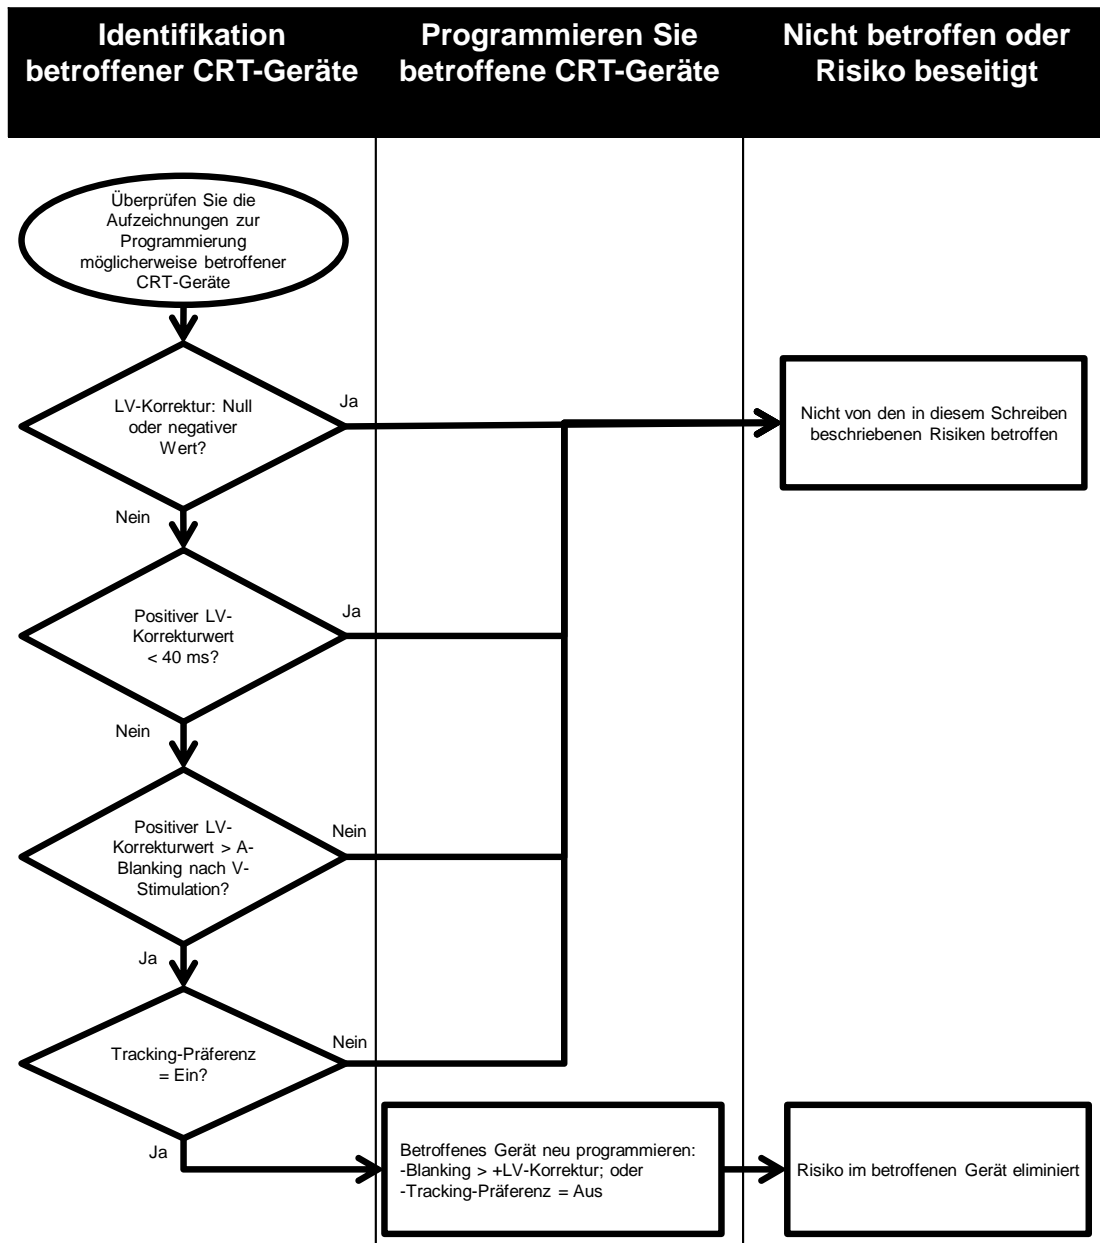 Identifikation
betroffener CRT-Geräte
Programmieren Sie
betroffene CRT-Geräte
Nicht betroffen oder
Risiko beseitigt
Überprüfen Sie die
Aufzeichnungen zur
Programmierung
möglicherweise betroffener
CRT-Geräte
LV-Korrektur: Null
oder negativer
Wert?
Ja
Nicht von den in diesem Schreiben
beschriebenen Risiken betroffen
Nein
Positiver LV-
Korrekturwert
< 40 ms?
Ja
Nein
Positiver LV-
Korrekturwert > A-
Blanking nach V-
Stimulation?
Nein
Ja
Tracking-Präferenz
= Ein?
Nein
Ja
Betroffenes Gerät neu programmieren:
-Blanking > +LV-Korrektur; oder
-Tracking-Präferenz = Aus
Risiko im betroffenen Gerät eliminiert